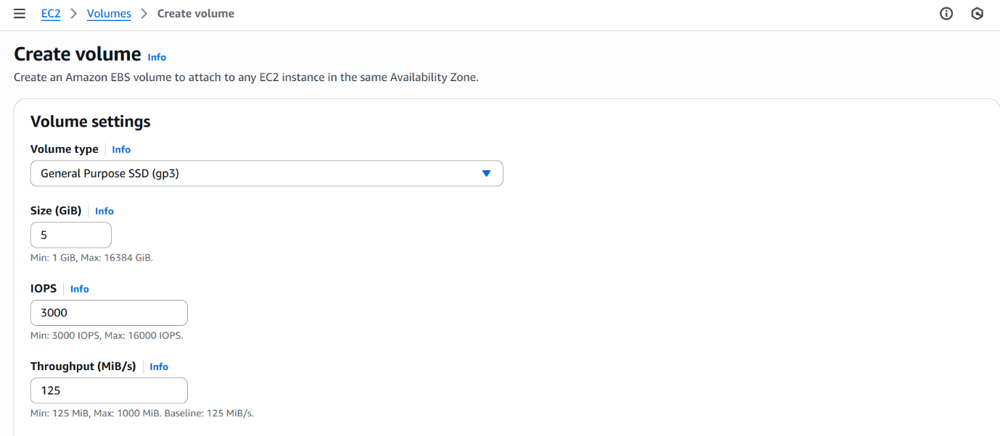 EC2 > Volumes > Create volume
Create volume Info
Create an Amazon EBS volume to attach to any EC2 instance in the same Availability Zone.
Volume settings
Volume type Info
General Purpose SSD (gp3)
Size (GiB) Info
5
Min: 1 GiB, Max: 16384 GiB.
IOPS Info
3000
Min: 3000 IOPS, Max: 16000 IOPS.
Throughput (MiB/s) Info
125
Min: 125 MiB, Max: 1000 MiB. Baseline: 125 MiB/s.